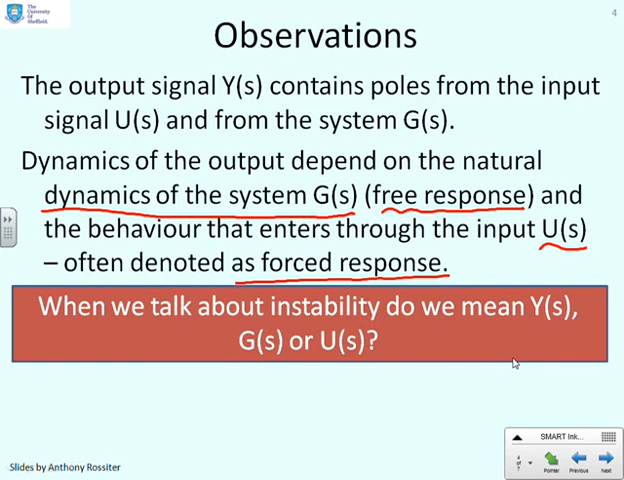 The
University
Of
Sheffield.
4
Observations
The output signal Y(s) contains poles from the input
signal U(s) and from the system G(s).
Dynamics of the output depend on the natural
dynamics of the system G(s) (free response) and
the behaviour that enters through the input U(s)
– often denoted as forced response.
When we talk about instability do we mean Y(s),
G(s) or U(s)?
SMART Ink...
4
of
7
Pointer Previous Next
Slides by Anthony Rossiter